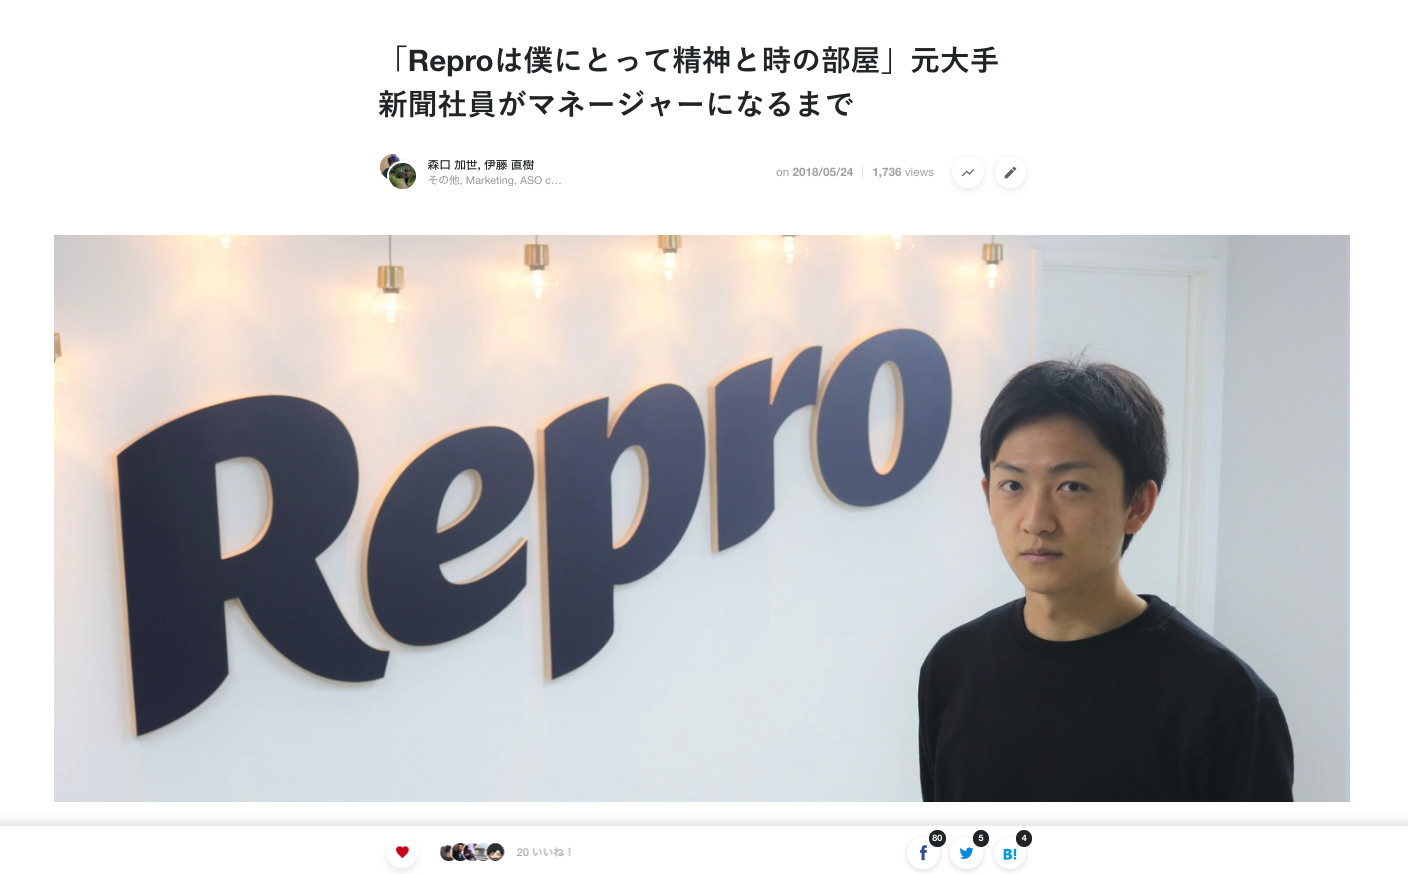 「Reproは僕にとって精神と時の部屋」元大手
新聞社員がマネージャーになるまで
森口 加世, 伊藤 直樹
その他, Marketing, ASO c...
on 2018/05/24 | 1,736 views
Repro
20 いいね！
80
5
4
B!